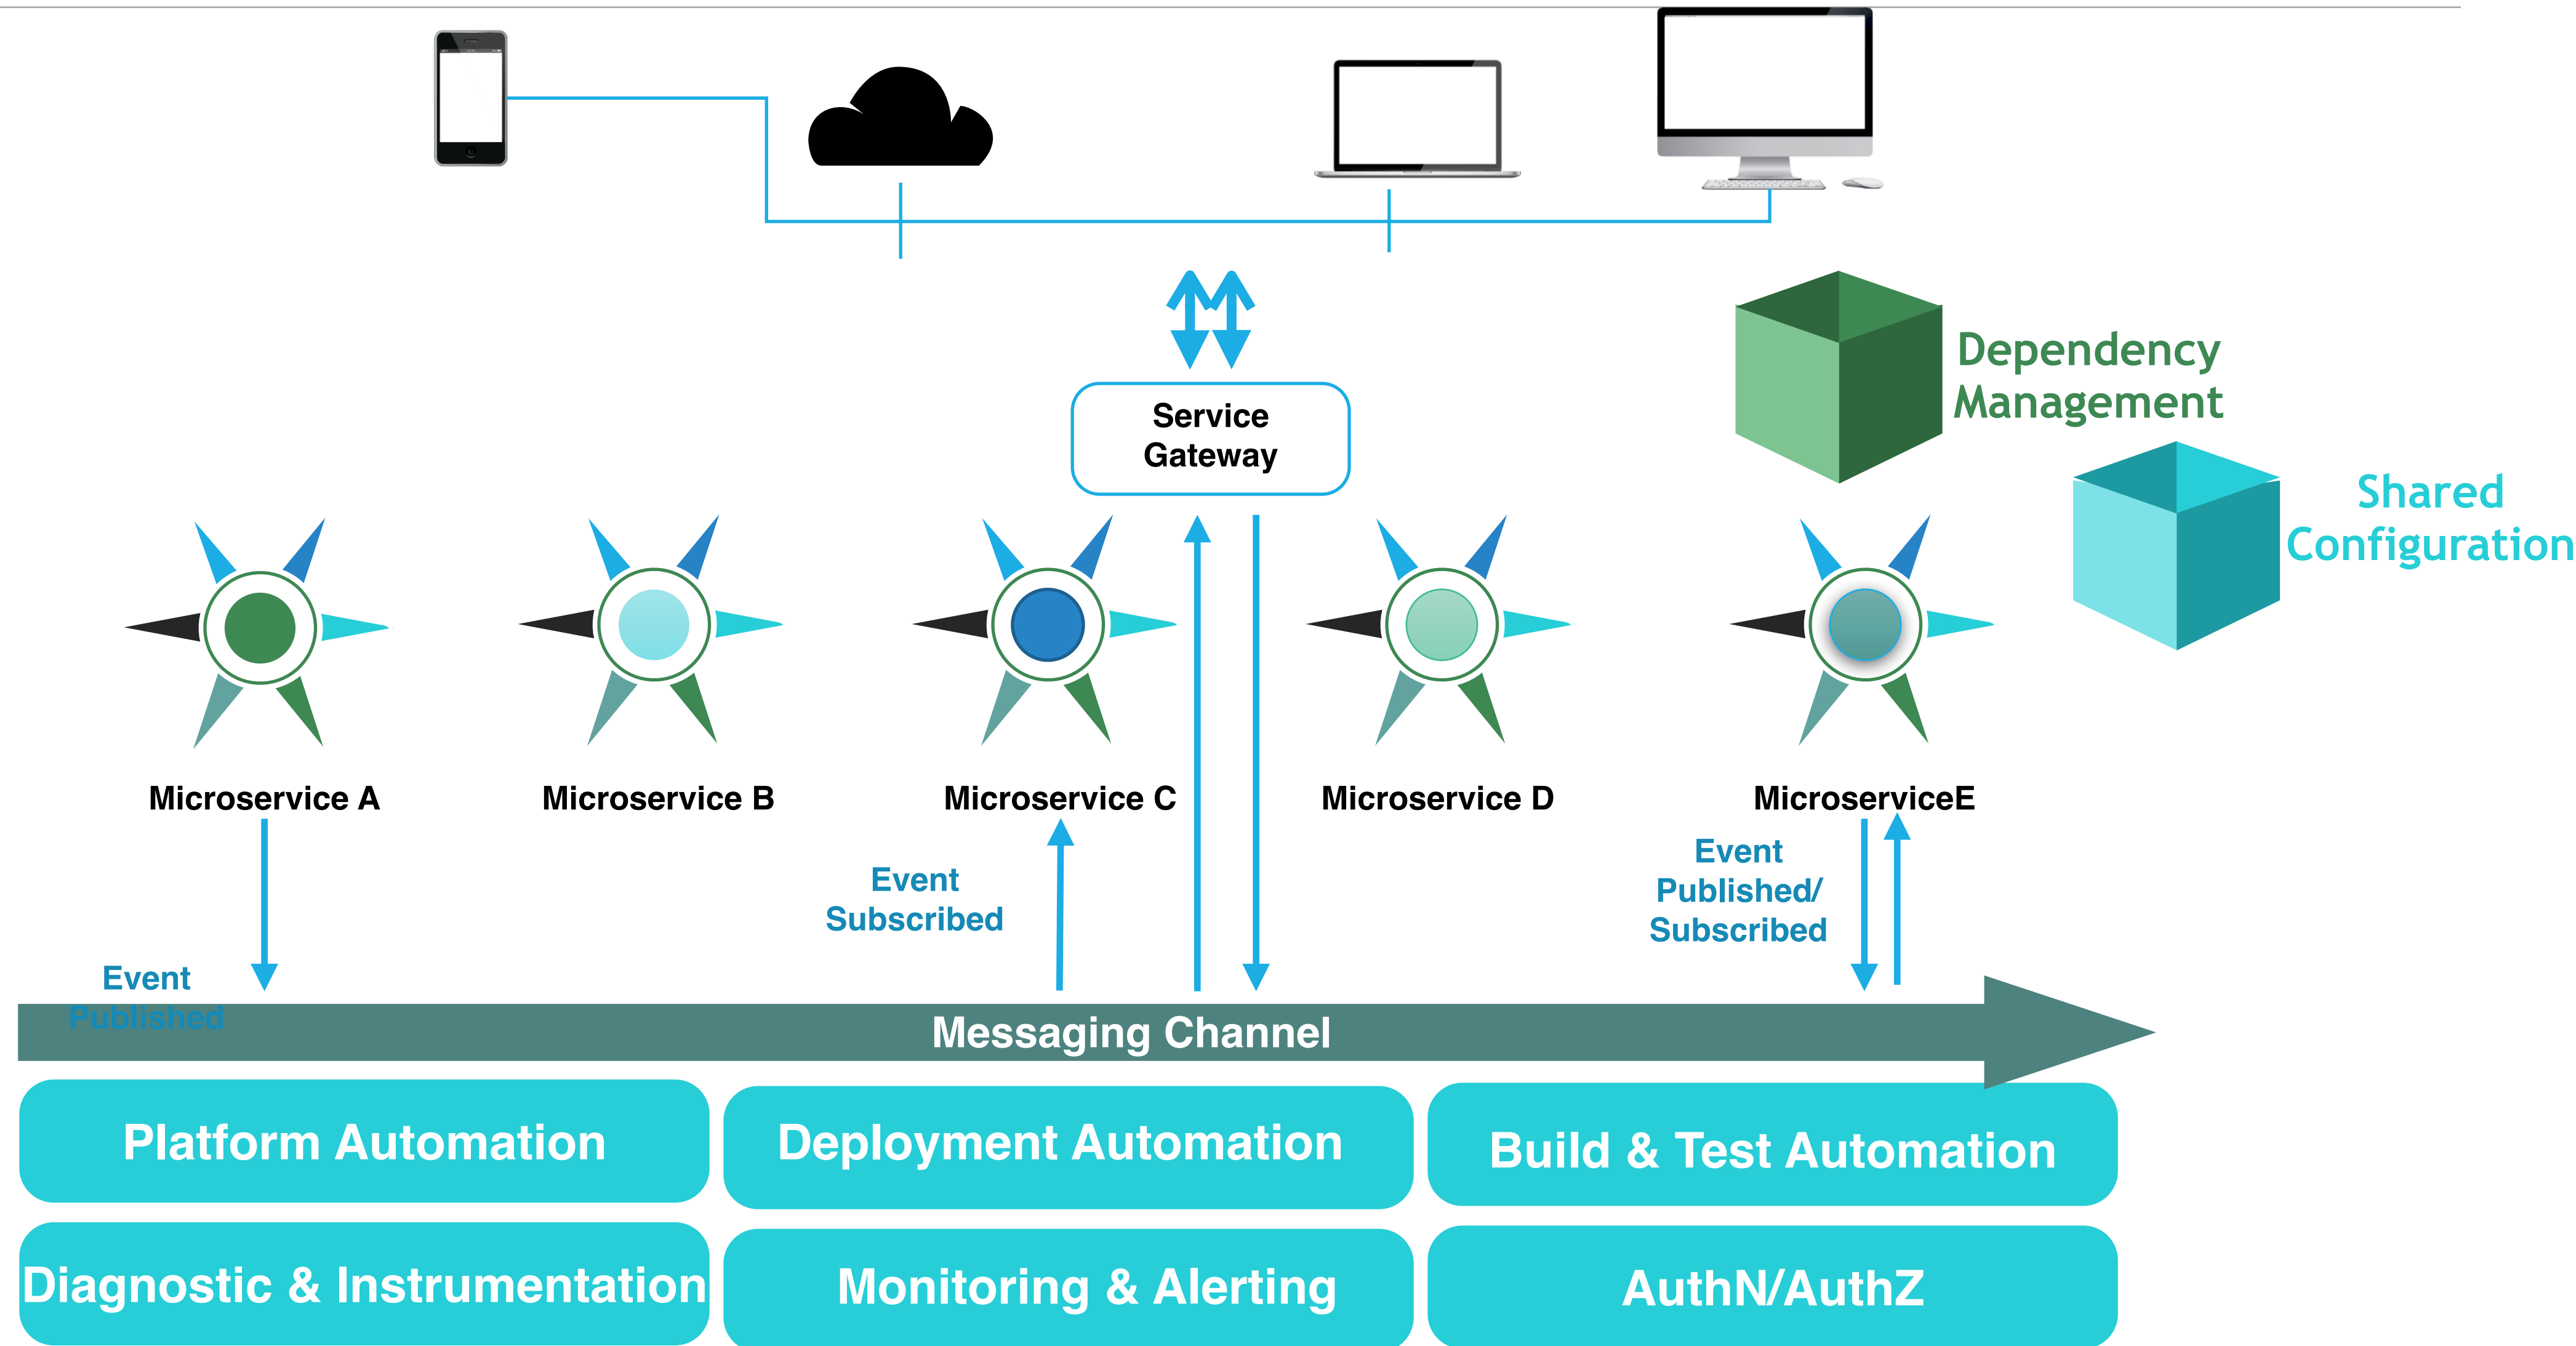 Service
Gateway
Dependency
Management
Shared
Configuration
Microservice A
Microservice B
Microservice C
Microservice D
MicroserviceE
Event
Published
Event
Subscribed
Event
Published/
Subscribed
Messaging Channel
Platform Automation
Deployment Automation
Build & Test Automation
Diagnostic & Instrumentation
Monitoring & Alerting
AuthN/AuthZ